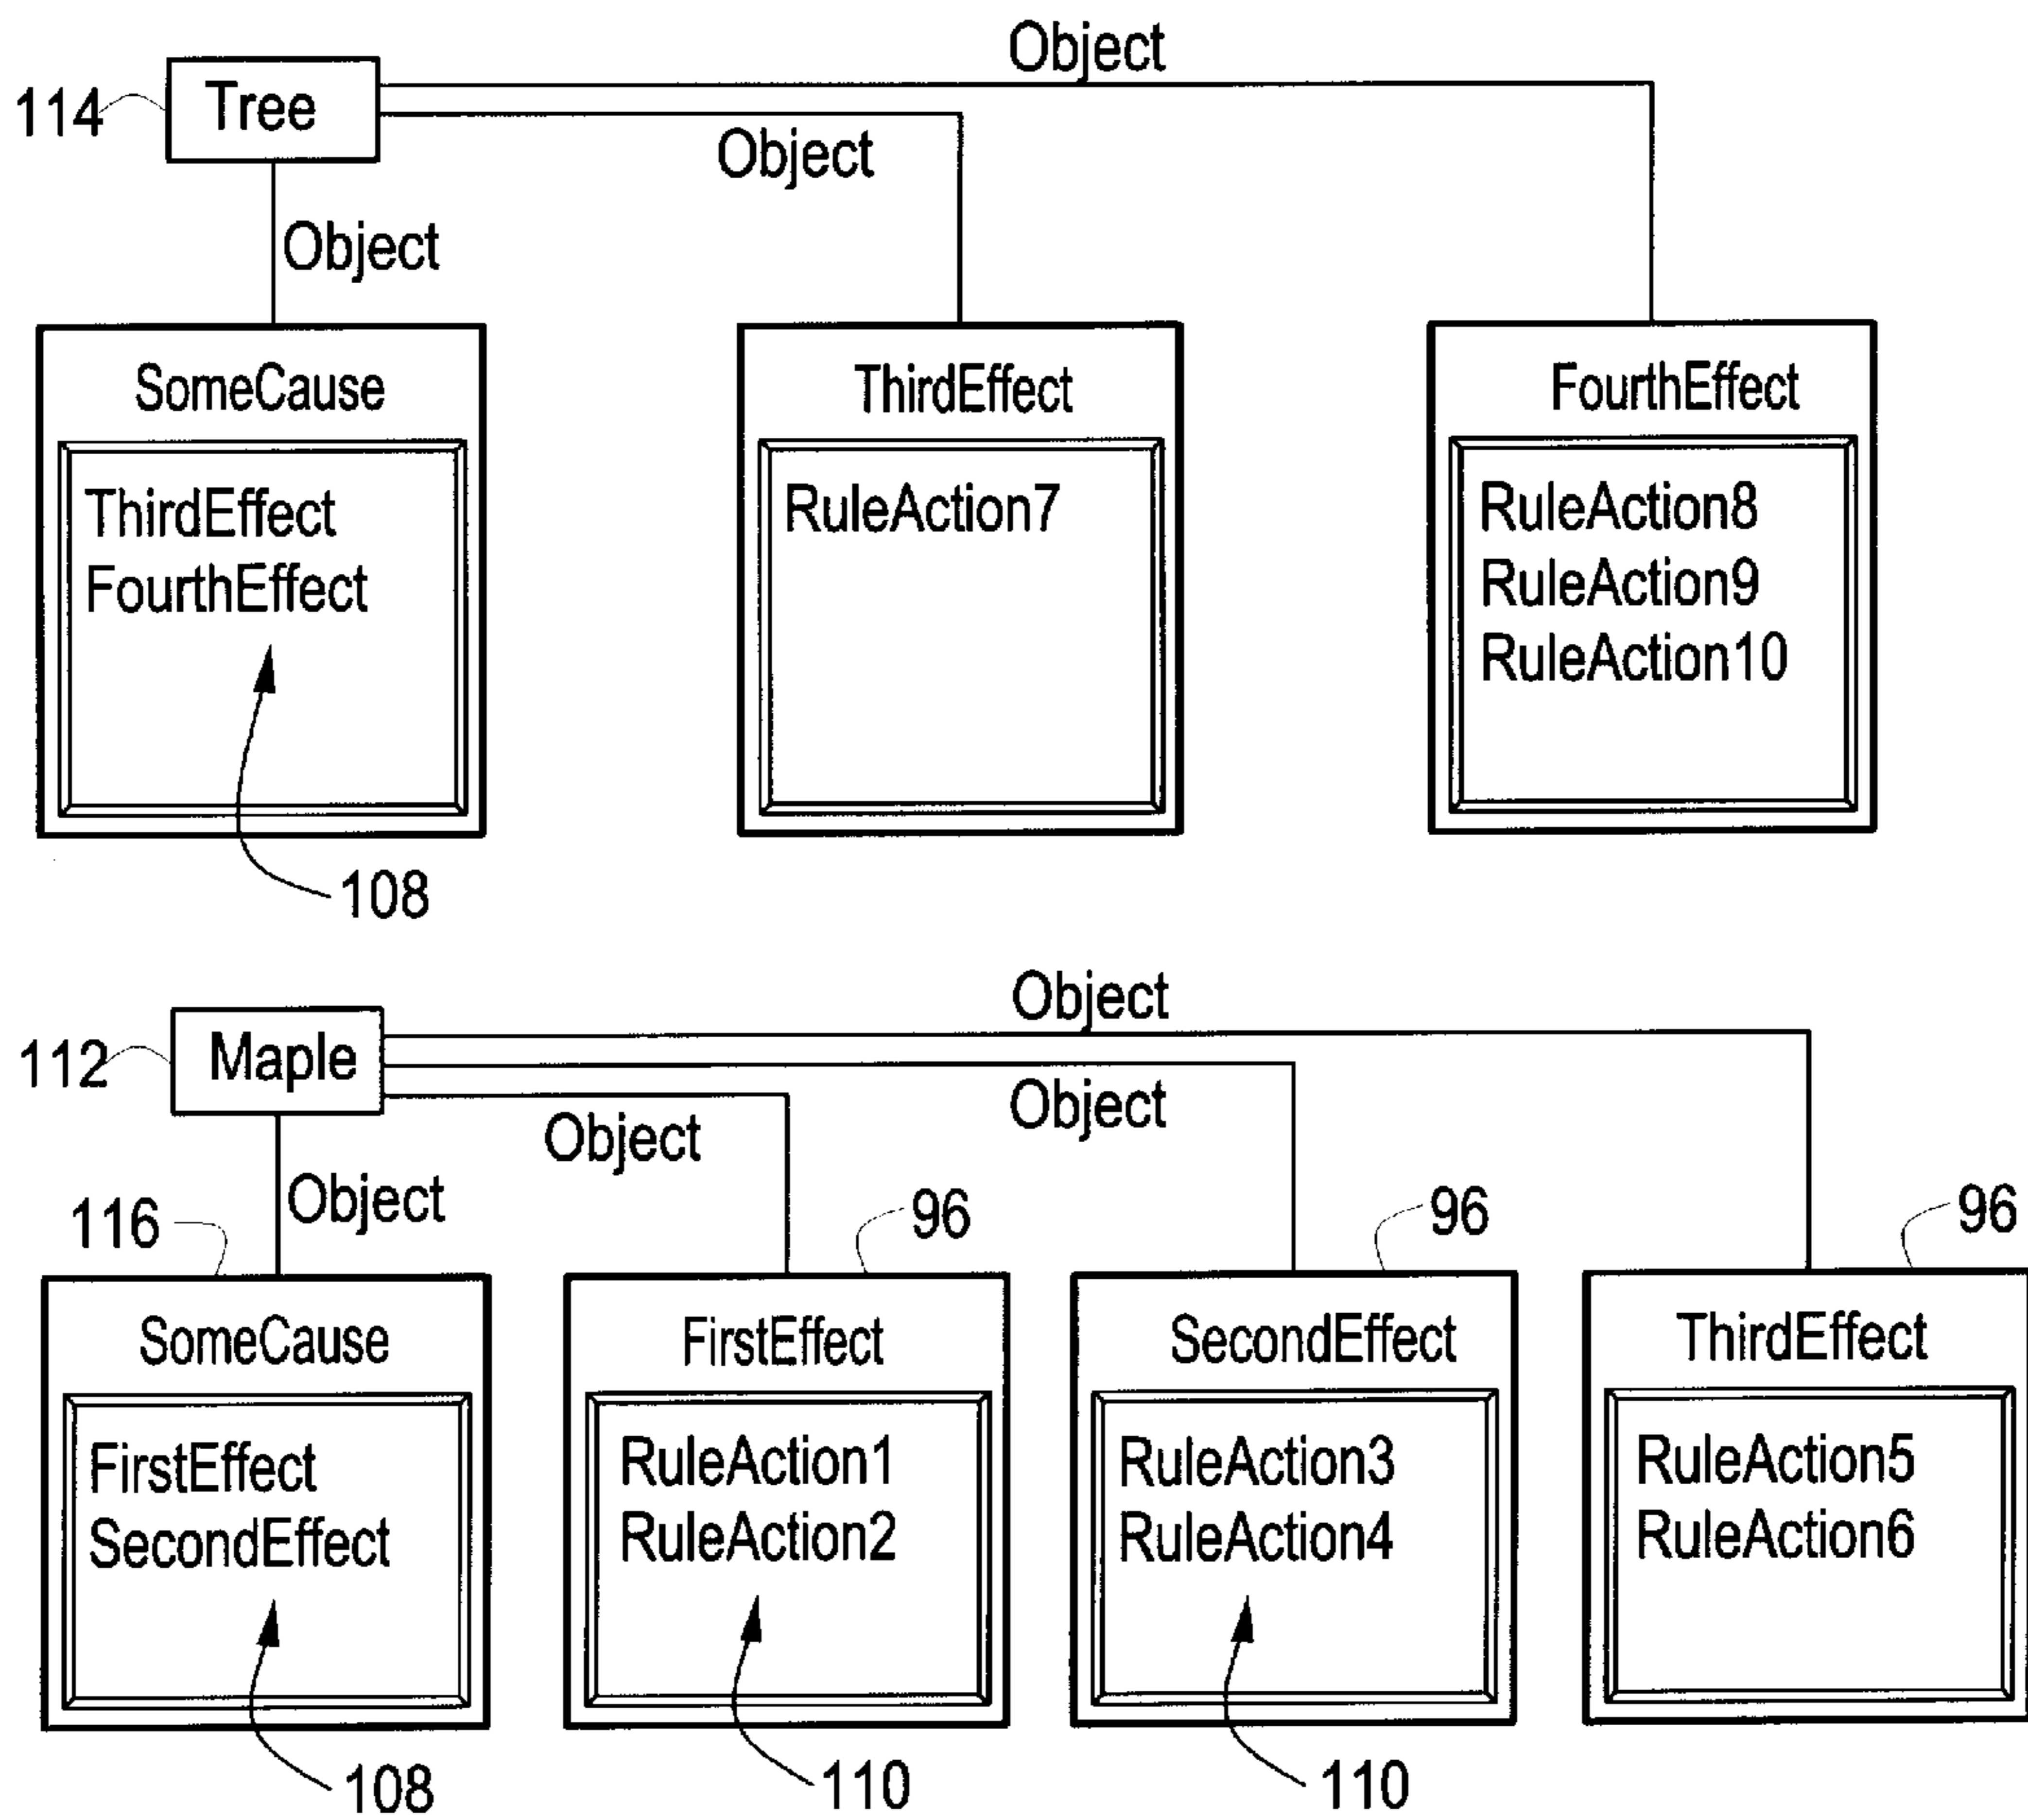 Object
114
Tree
Object
Object
SomeCause
ThirdEffect
FourthEffect
ThirdEffect
FourthEffect
RuleAction7
RuleAction8
RuleAction9
RuleAction10
108
Object
112
Maple
Object
Object
Object
116
96
96
96
SomeCause
FirstEffect
SecondEffect
ThirdEffect
FirstEffect
SecondEffect
RuleAction1
RuleAction2
RuleAction3
RuleAction4
RuleAction5
RuleAction6
108
110
110